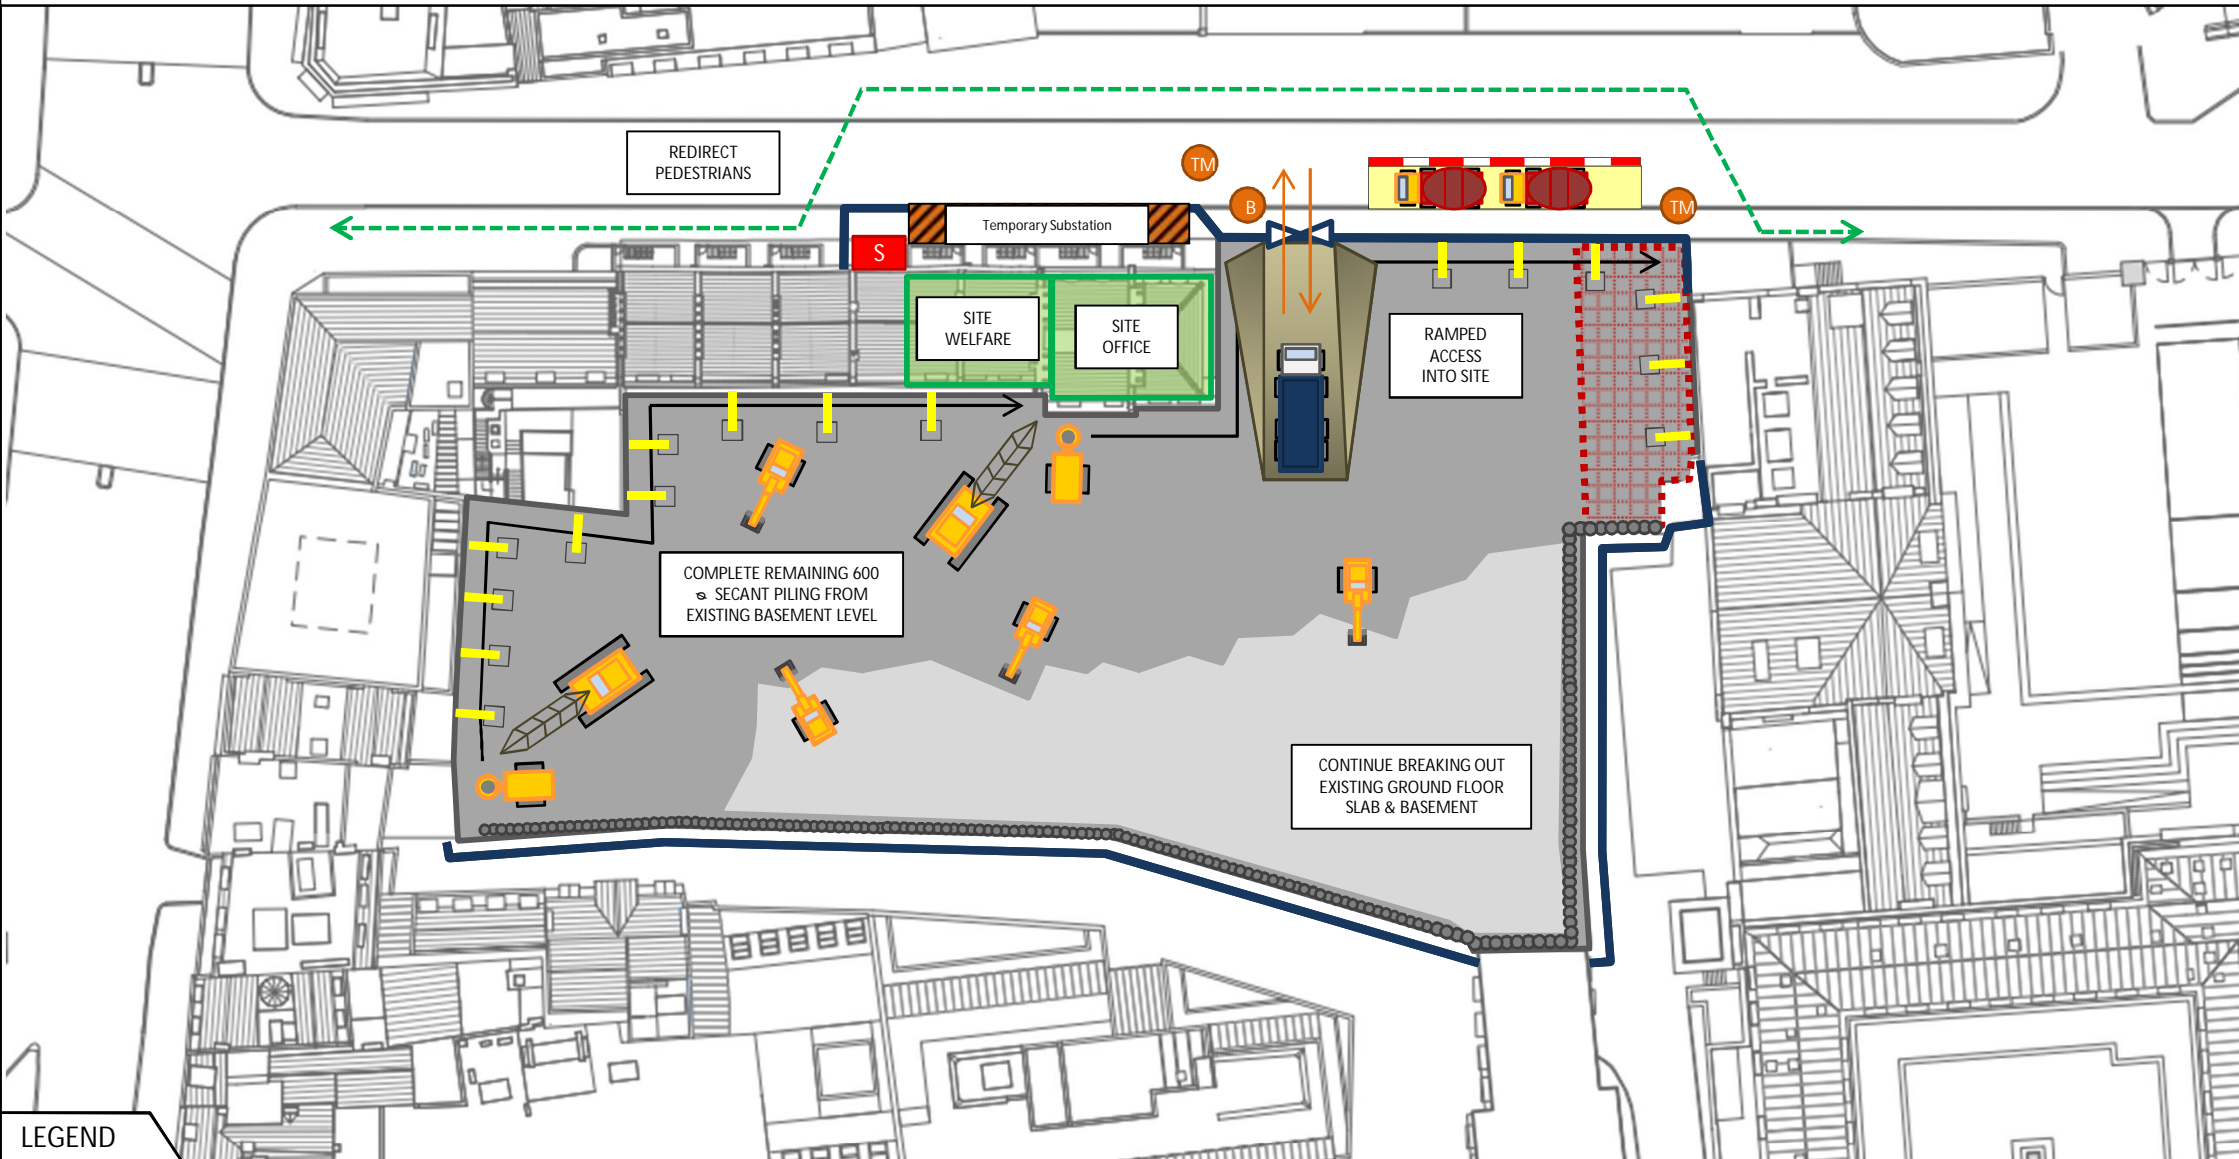 REDIRECT
PEDESTRIANS
TM
B
TM
Temporary Substation
S
SITE
WELFARE
SITE
OFFICE
RAMPED
ACCESS
INTO SITE
COMPLETE REMAINING 600
⌀ SECANT PILING FROM
EXISTING BASEMENT LEVEL
CONTINUE BREAKING OUT
EXISTING GROUND FLOOR
SLAB & BASEMENT
LEGEND